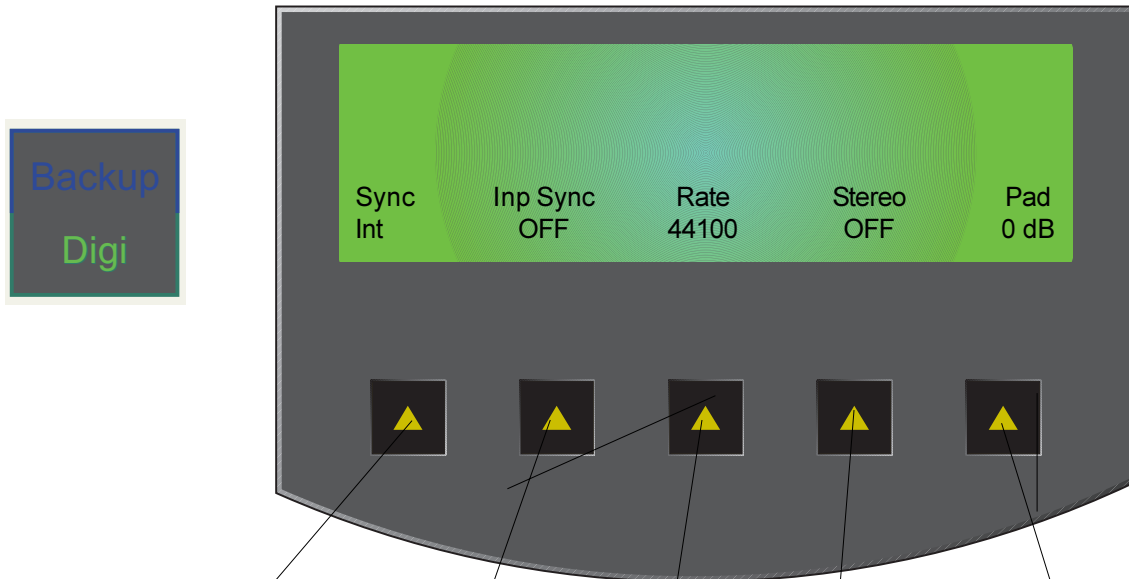 Backup
Digi
Sync Inp Sync Rate Stereo Pad
Int OFF 44100 OFF 0 dB